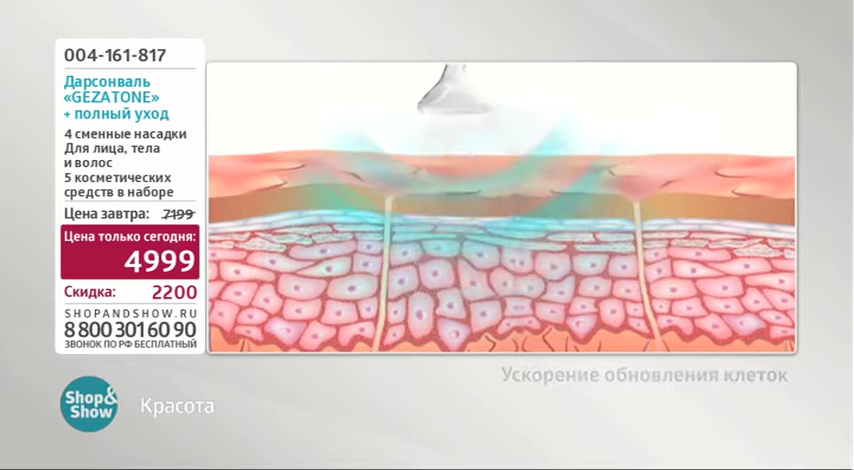 004-161-817
Дарсонваль
«GEZATONE»
+ полный уход
4 сменные насадки
Для лица, тела
и волос
5 косметических
средств в наборе
Цена завтра: 7199
Цена только сегодня:
4999
Скидка: 2200
SHOPANDSHOW.RU
8 800 301 60 90
ЗВОНОК ПО РФ БЕСПЛАТНЫЙ
Ускорение обновления клеток
Shop&
Show
Красота